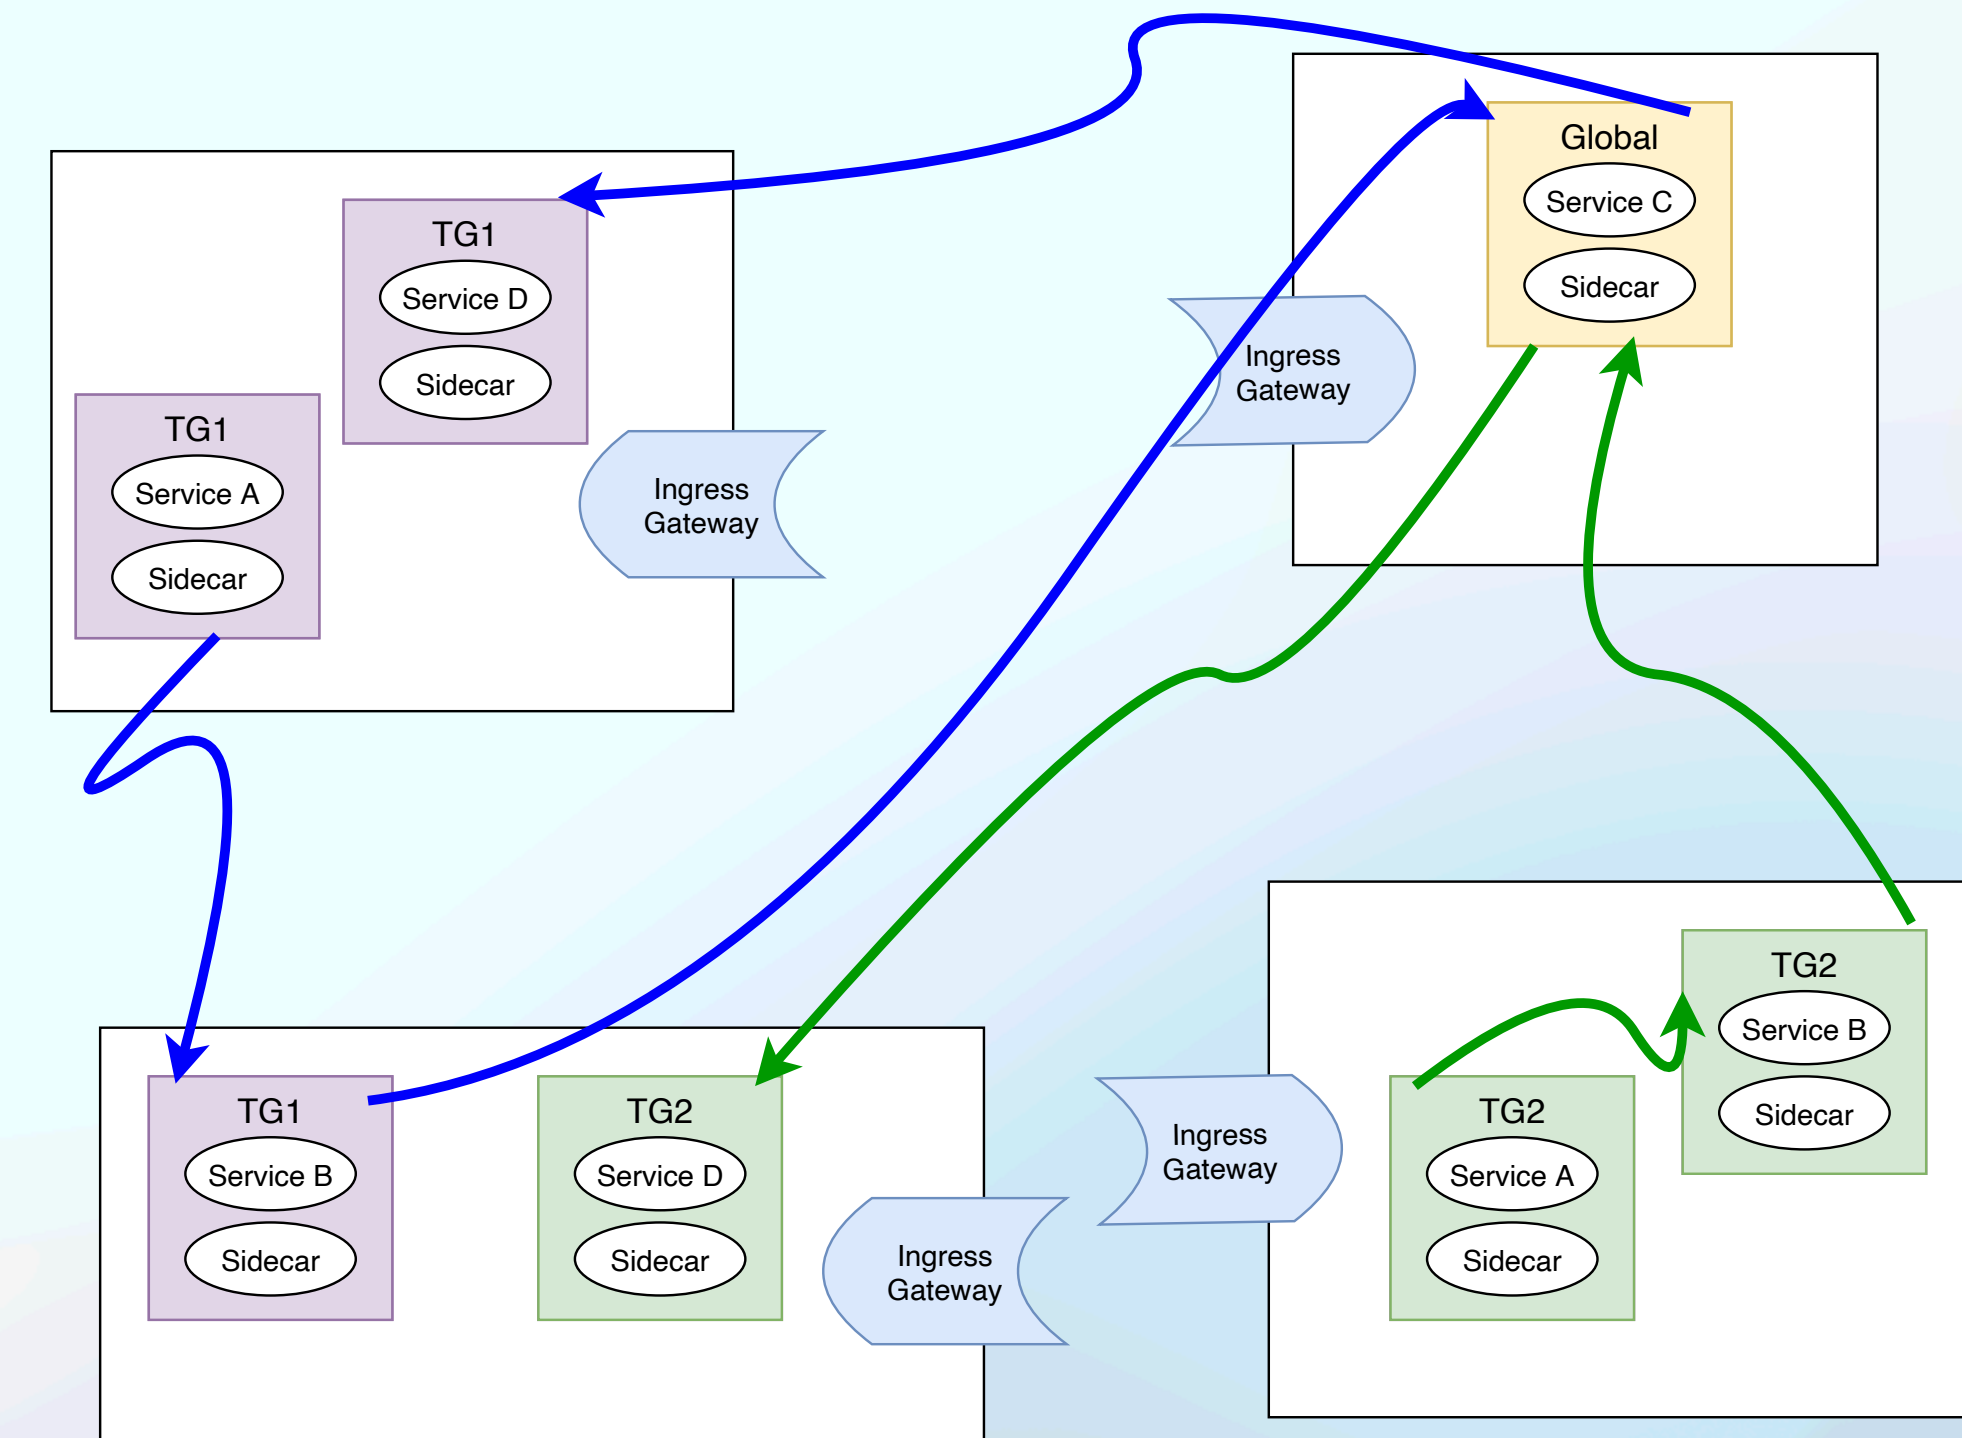 Global
Service C
Sidecar
TG1
Service D
Sidecar
Ingress
Gateway
TG1
Service A
Sidecar
Ingress
Gateway
TG2
Service B
Sidecar
TG1
Service B
Sidecar
TG2
Service D
Sidecar
Ingress
Gateway
Ingress
Gateway
TG2
Service A
Sidecar